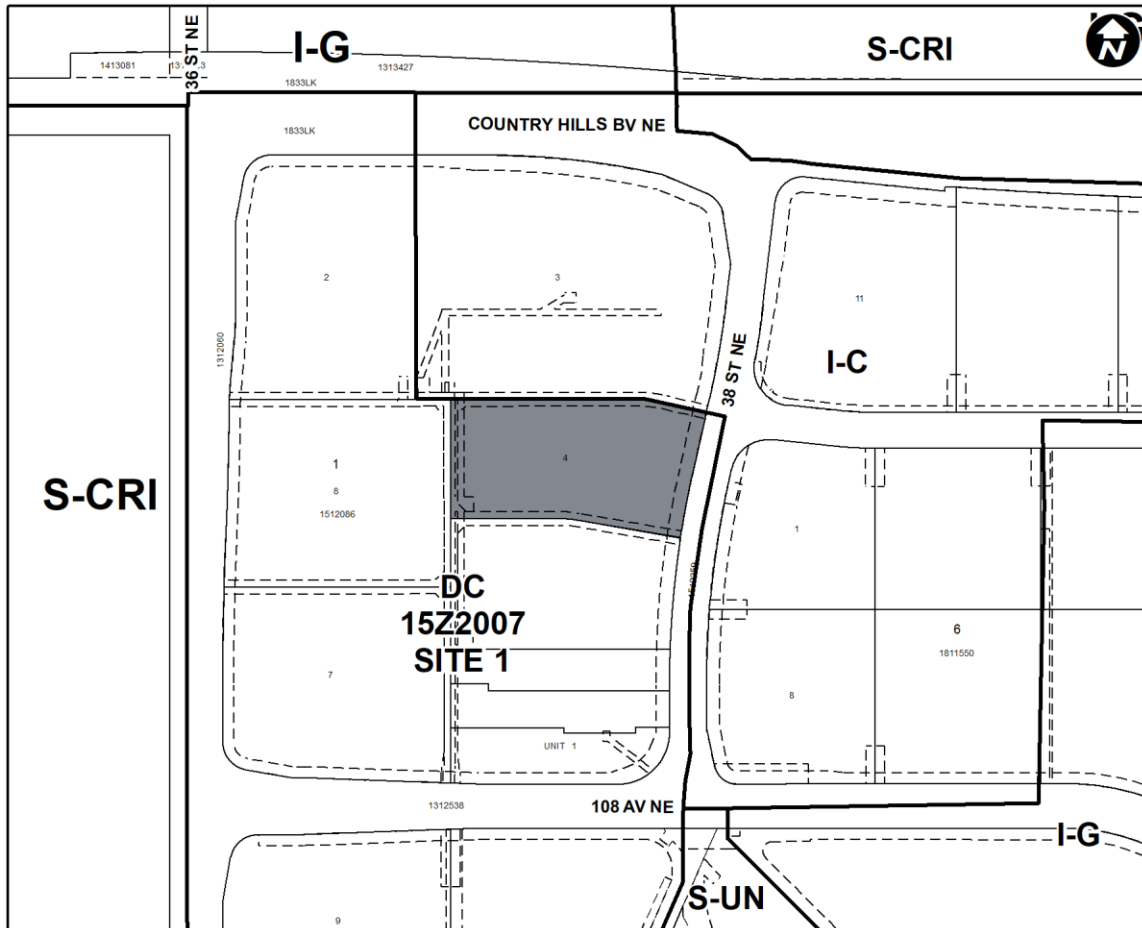 I-G
S-CRI
N
36 ST NE
1413081
1313427
1833LK
1833LK
COUNTRY HILLS BV NE
2
3
11
1312060
38 ST NE
I-C
S-CRI
1
8
1512086
4
1
DC
15Z2007
SITE 1
6
1811550
7
8
UNIT 1
1312538
108 AV NE
I-G
S-UN
9